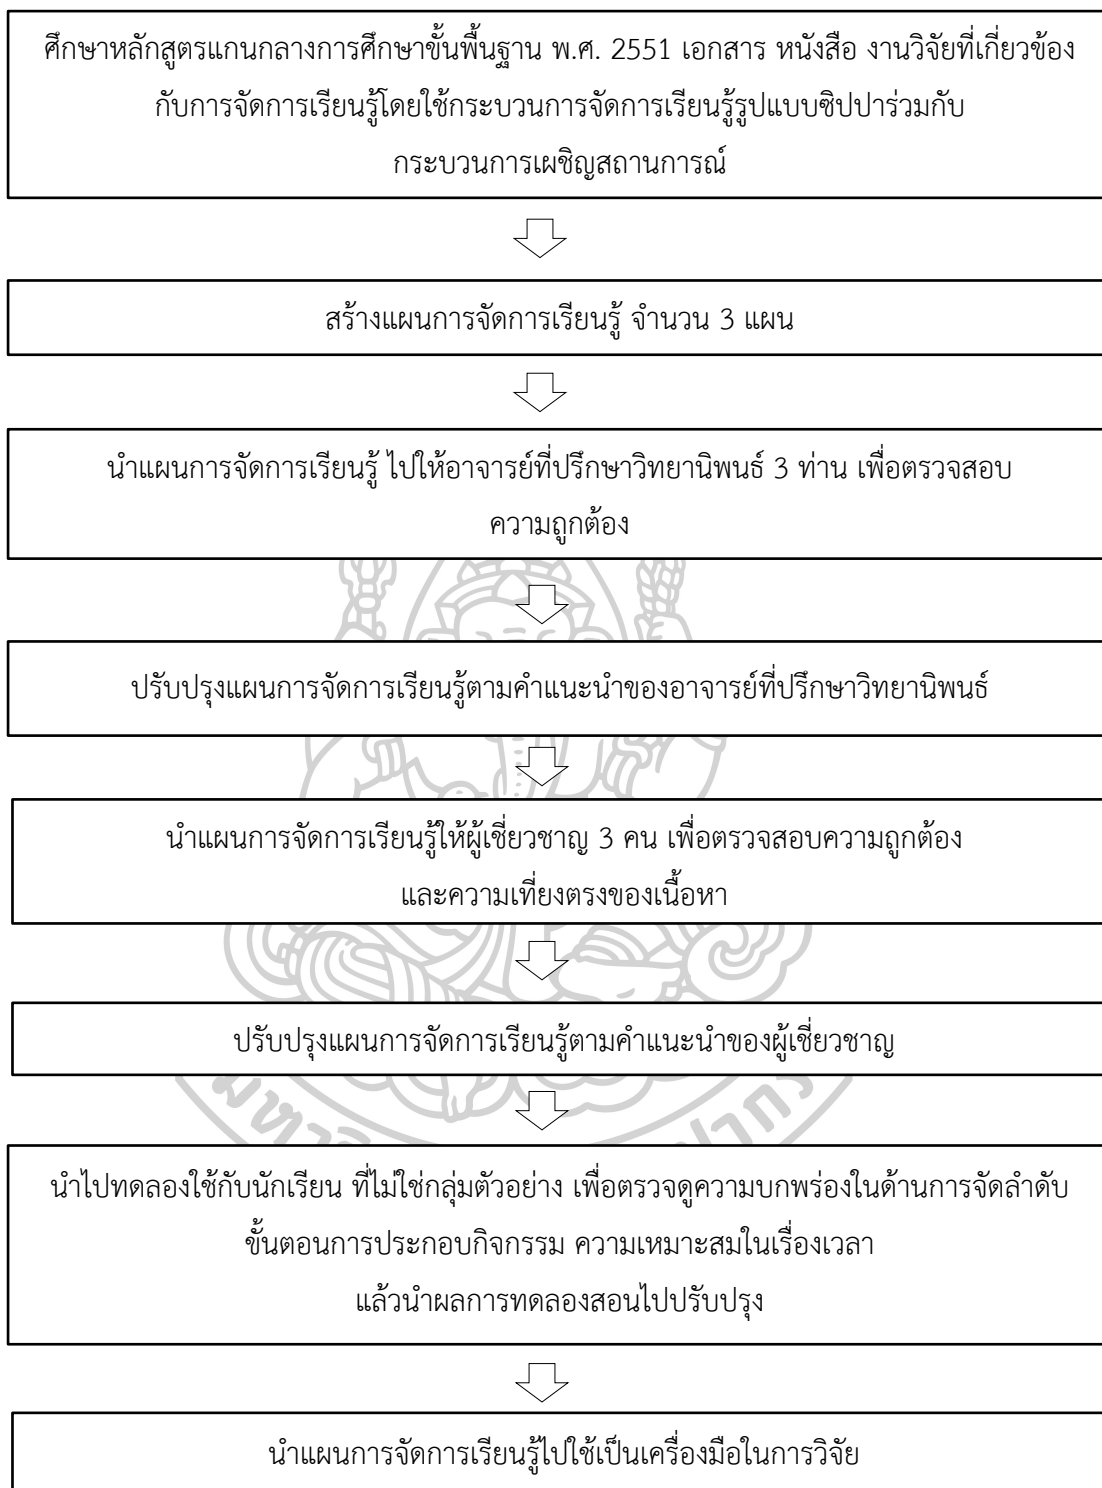 ศึกษาหลักสูตรแกนกลางการศึกษาขั้นพื้นฐาน พ.ศ. 2551 เอกสาร หนังสือ งานวิจัยที่เกี่ยวข้อง
กับการจัดการเรียนรู้โดยใช้กระบวนการจัดการเรียนรู้รูปแบบซิปปาร่วมกับ
กระบวนการเผชิญสถานการณ์
สร้างแผนการจัดการเรียนรู้ จำนวน 3 แผน
นำแผนการจัดการเรียนรู้ ไปให้อาจารย์ที่ปรึกษาวิทยานิพนธ์ 3 ท่าน เพื่อตรวจสอบ
ความถูกต้อง
ปรับปรุงแผนการจัดการเรียนรู้ตามคำแนะนำของอาจารย์ที่ปรึกษาวิทยานิพนธ์
นำแผนการจัดการเรียนรู้ให้ผู้เชี่ยวชาญ 3 คน เพื่อตรวจสอบความถูกต้อง
และความเที่ยงตรงของเนื้อหา
ปรับปรุงแผนการจัดการเรียนรู้ตามคำแนะนำของผู้เชี่ยวชาญ
นำไปทดลองใช้กับนักเรียน ที่ไม่ใช่กลุ่มตัวอย่าง เพื่อตรวจดูความบกพร่องในด้านการจัดลำดับ
ขั้นตอนการประกอบกิจกรรม ความเหมาะสมในเรื่องเวลา
แล้วนำผลการทดลองสอนไปปรับปรุง
นำแผนการจัดการเรียนรู้ไปใช้เป็นเครื่องมือในการวิจัย